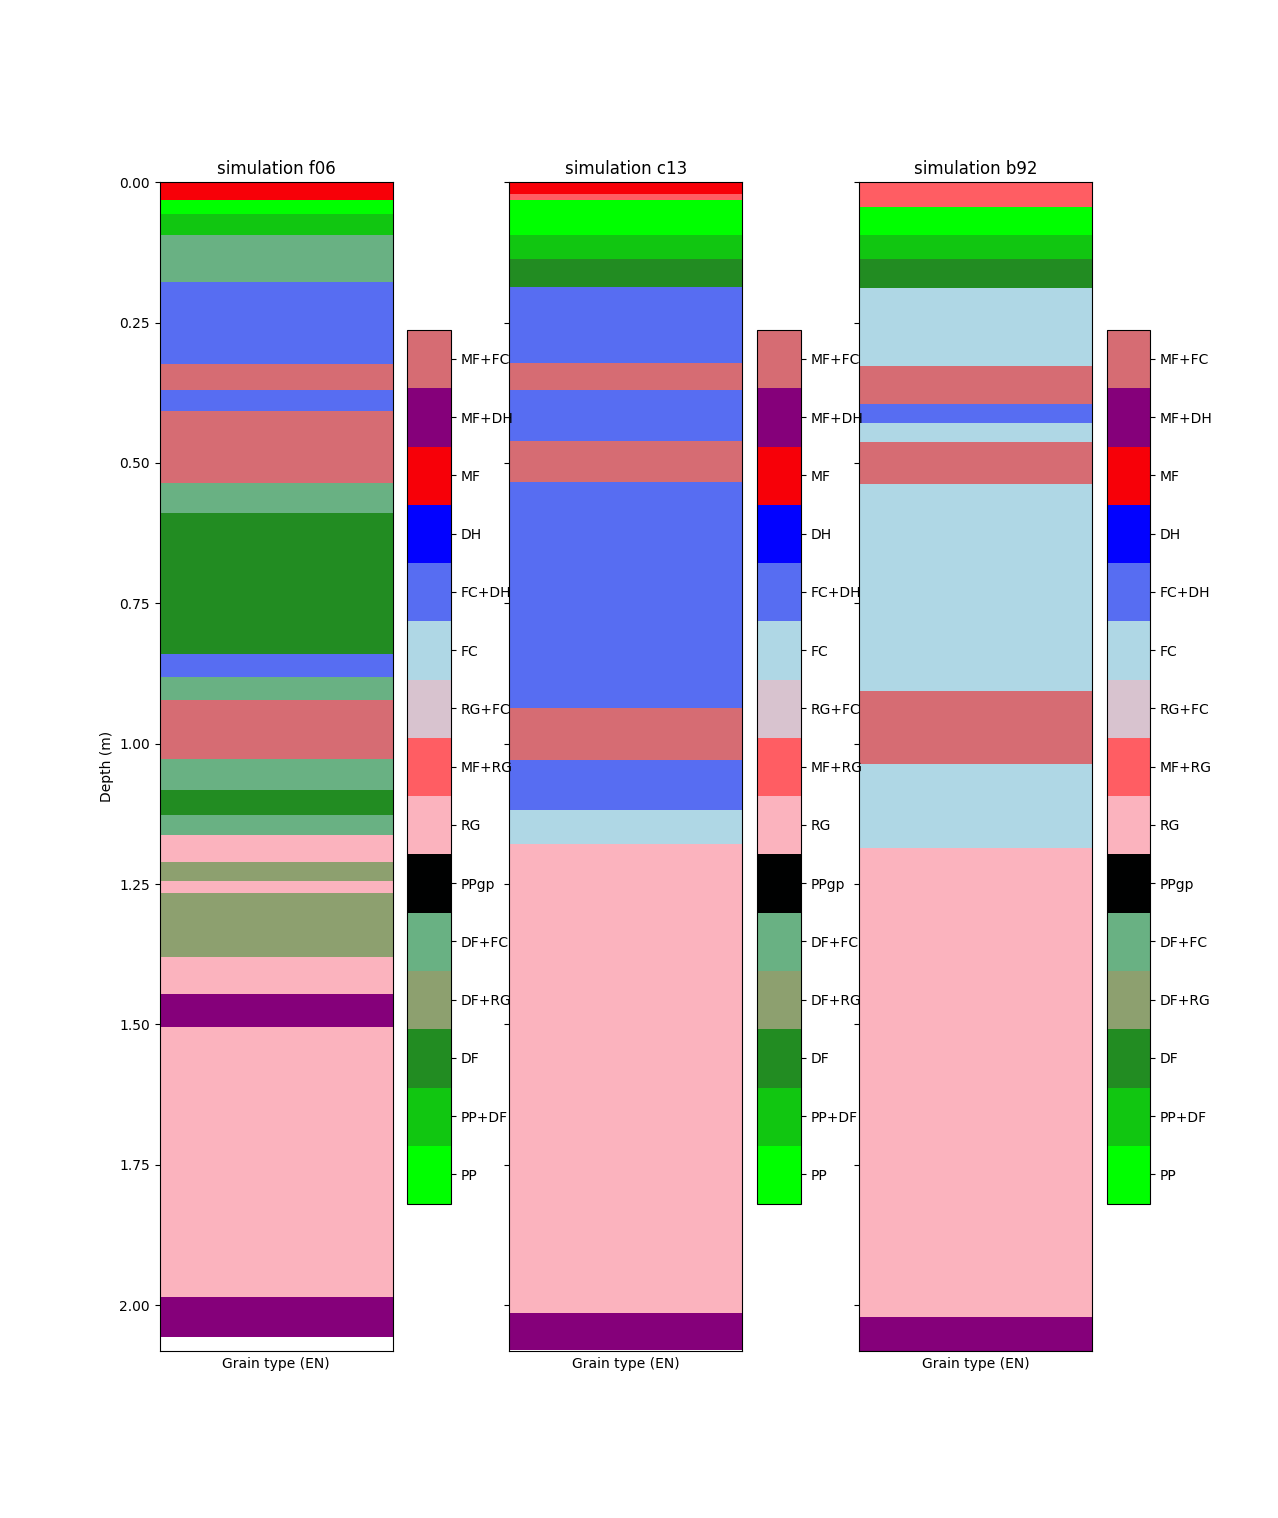 simulation f06
simulation c13
simulation b92
0.00
0.25
0.50
0.75
1.00
1.25
1.50
1.75
2.00
Depth (m)
MF+FC
MF+DH
MF
DH
FC+DH
FC
RG+FC
MF+RG
RG
PPgp
DF+FC
DF+RG
DF
PP+DF
PP
MF+FC
MF+DH
MF
DH
FC+DH
FC
RG+FC
MF+RG
RG
PPgp
DF+FC
DF+RG
DF
PP+DF
PP
MF+FC
MF+DH
MF
DH
FC+DH
FC
RG+FC
MF+RG
RG
PPgp
DF+FC
DF+RG
DF
PP+DF
PP
Grain type (EN)
Grain type (EN)
Grain type (EN)